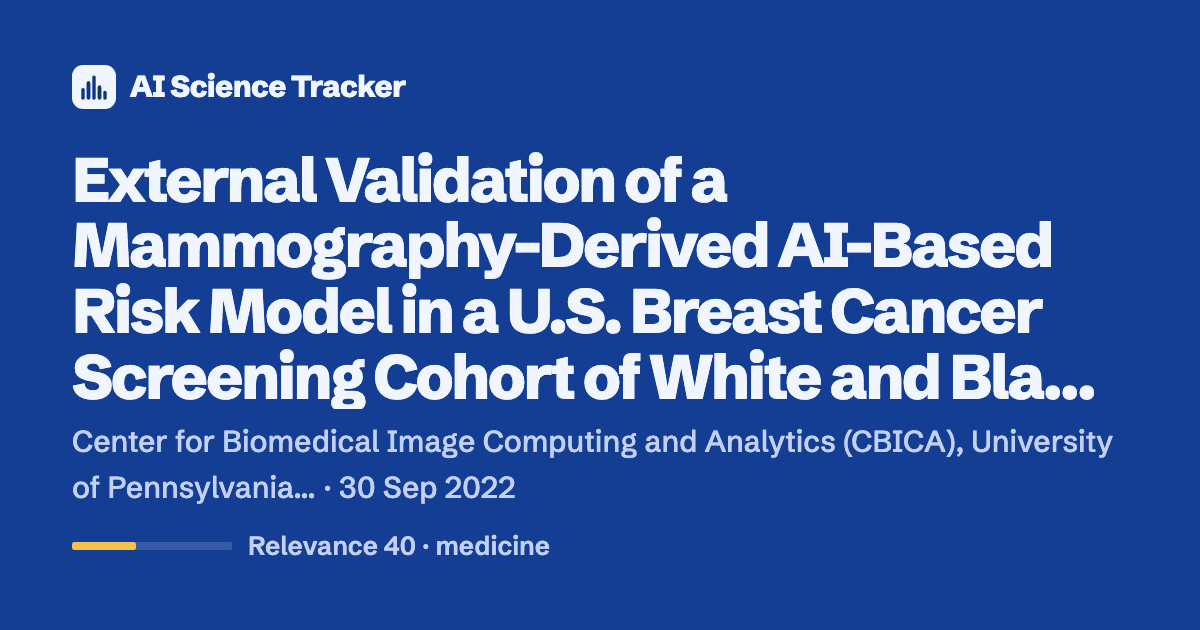 AI Science Tracker
External Validation of a
Mammography-Derived AI-Based
Risk Model in a U.S. Breast Cancer
Screening Cohort of White and Bla...
Center for Biomedical Image Computing and Analytics (CBICA), University
of Pennsylvania... · 30 Sep 2022
Relevance 40 · medicine